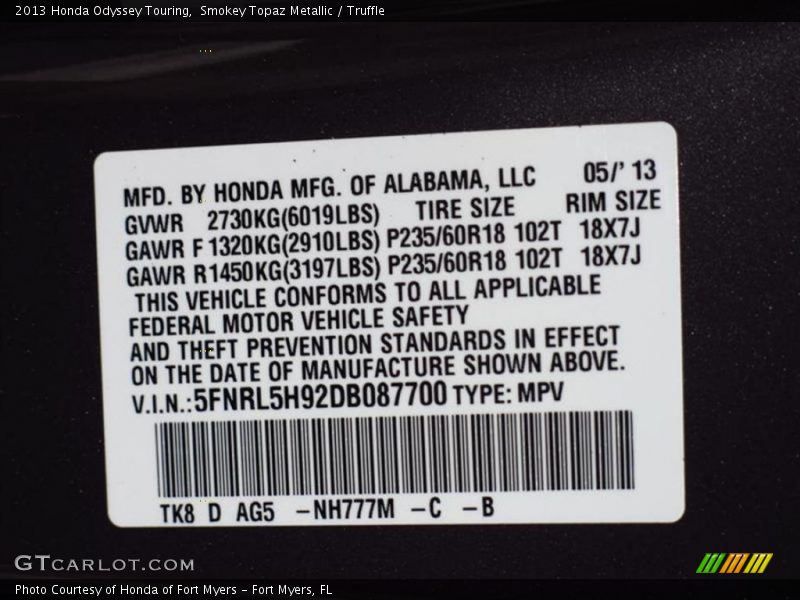 2013 Honda Odyssey Touring,  Smokey Topaz Metallic / Truffle
MFD. BY HONDA MFG. OF ALABAMA, LLC 05/' 13
GVWR 2730KG(6019LBS) TIRE SIZE RIM SIZE
GAWR F 1320KG(2910LBS) P235/60R18 102T 18X7J
GAWR R1450KG(3197LBS) P235/60R18 102T 18X7J
THIS VEHICLE CONFORMS TO ALL APPLICABLE
FEDERAL MOTOR VEHICLE SAFETY
AND THEFT PREVENTION STANDARDS IN EFFECT
ON THE DATE OF MANUFACTURE SHOWN ABOVE.
V.I.N.:5FNRL5H92DB087700 TYPE: MPV
TK8 D AG5 –NH777M –C –B
GTCARLOT.COM
Photo Courtesy of Honda of Fort Myers - Fort Myers, FL